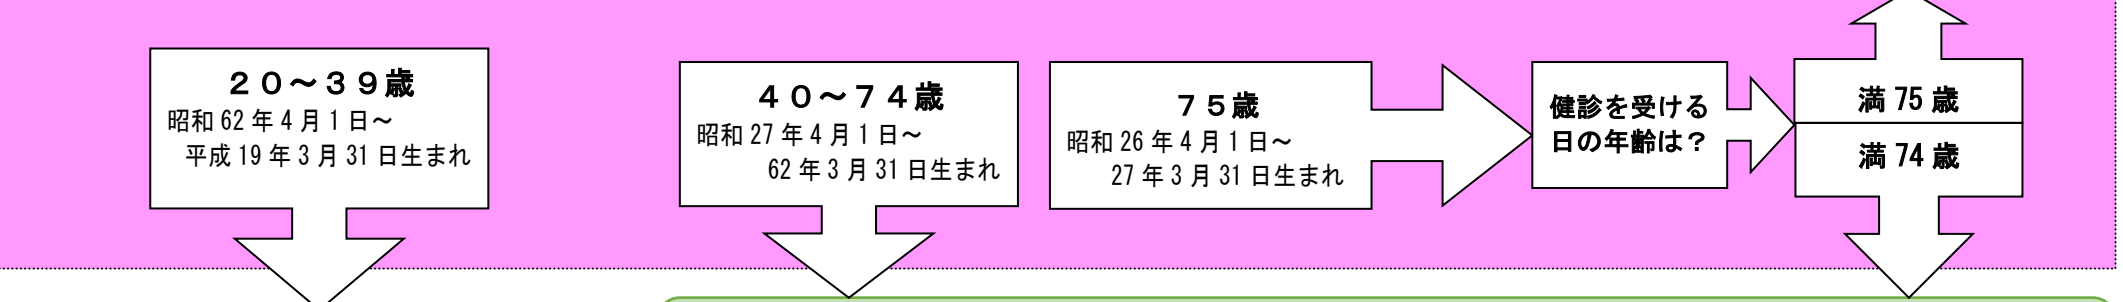 ２０～３９歳
昭和 62 年 4 月 1 日～
平成 19 年 3 月 31 日生まれ
４０～７４歳
昭和 27 年 4 月 1 日～
62 年 3 月 31 日生まれ
７５歳
昭和 26 年 4 月 1 日～
27 年 3 月 31 日生まれ
健診を受ける
日の年齢は？
満 75 歳
満 74 歳